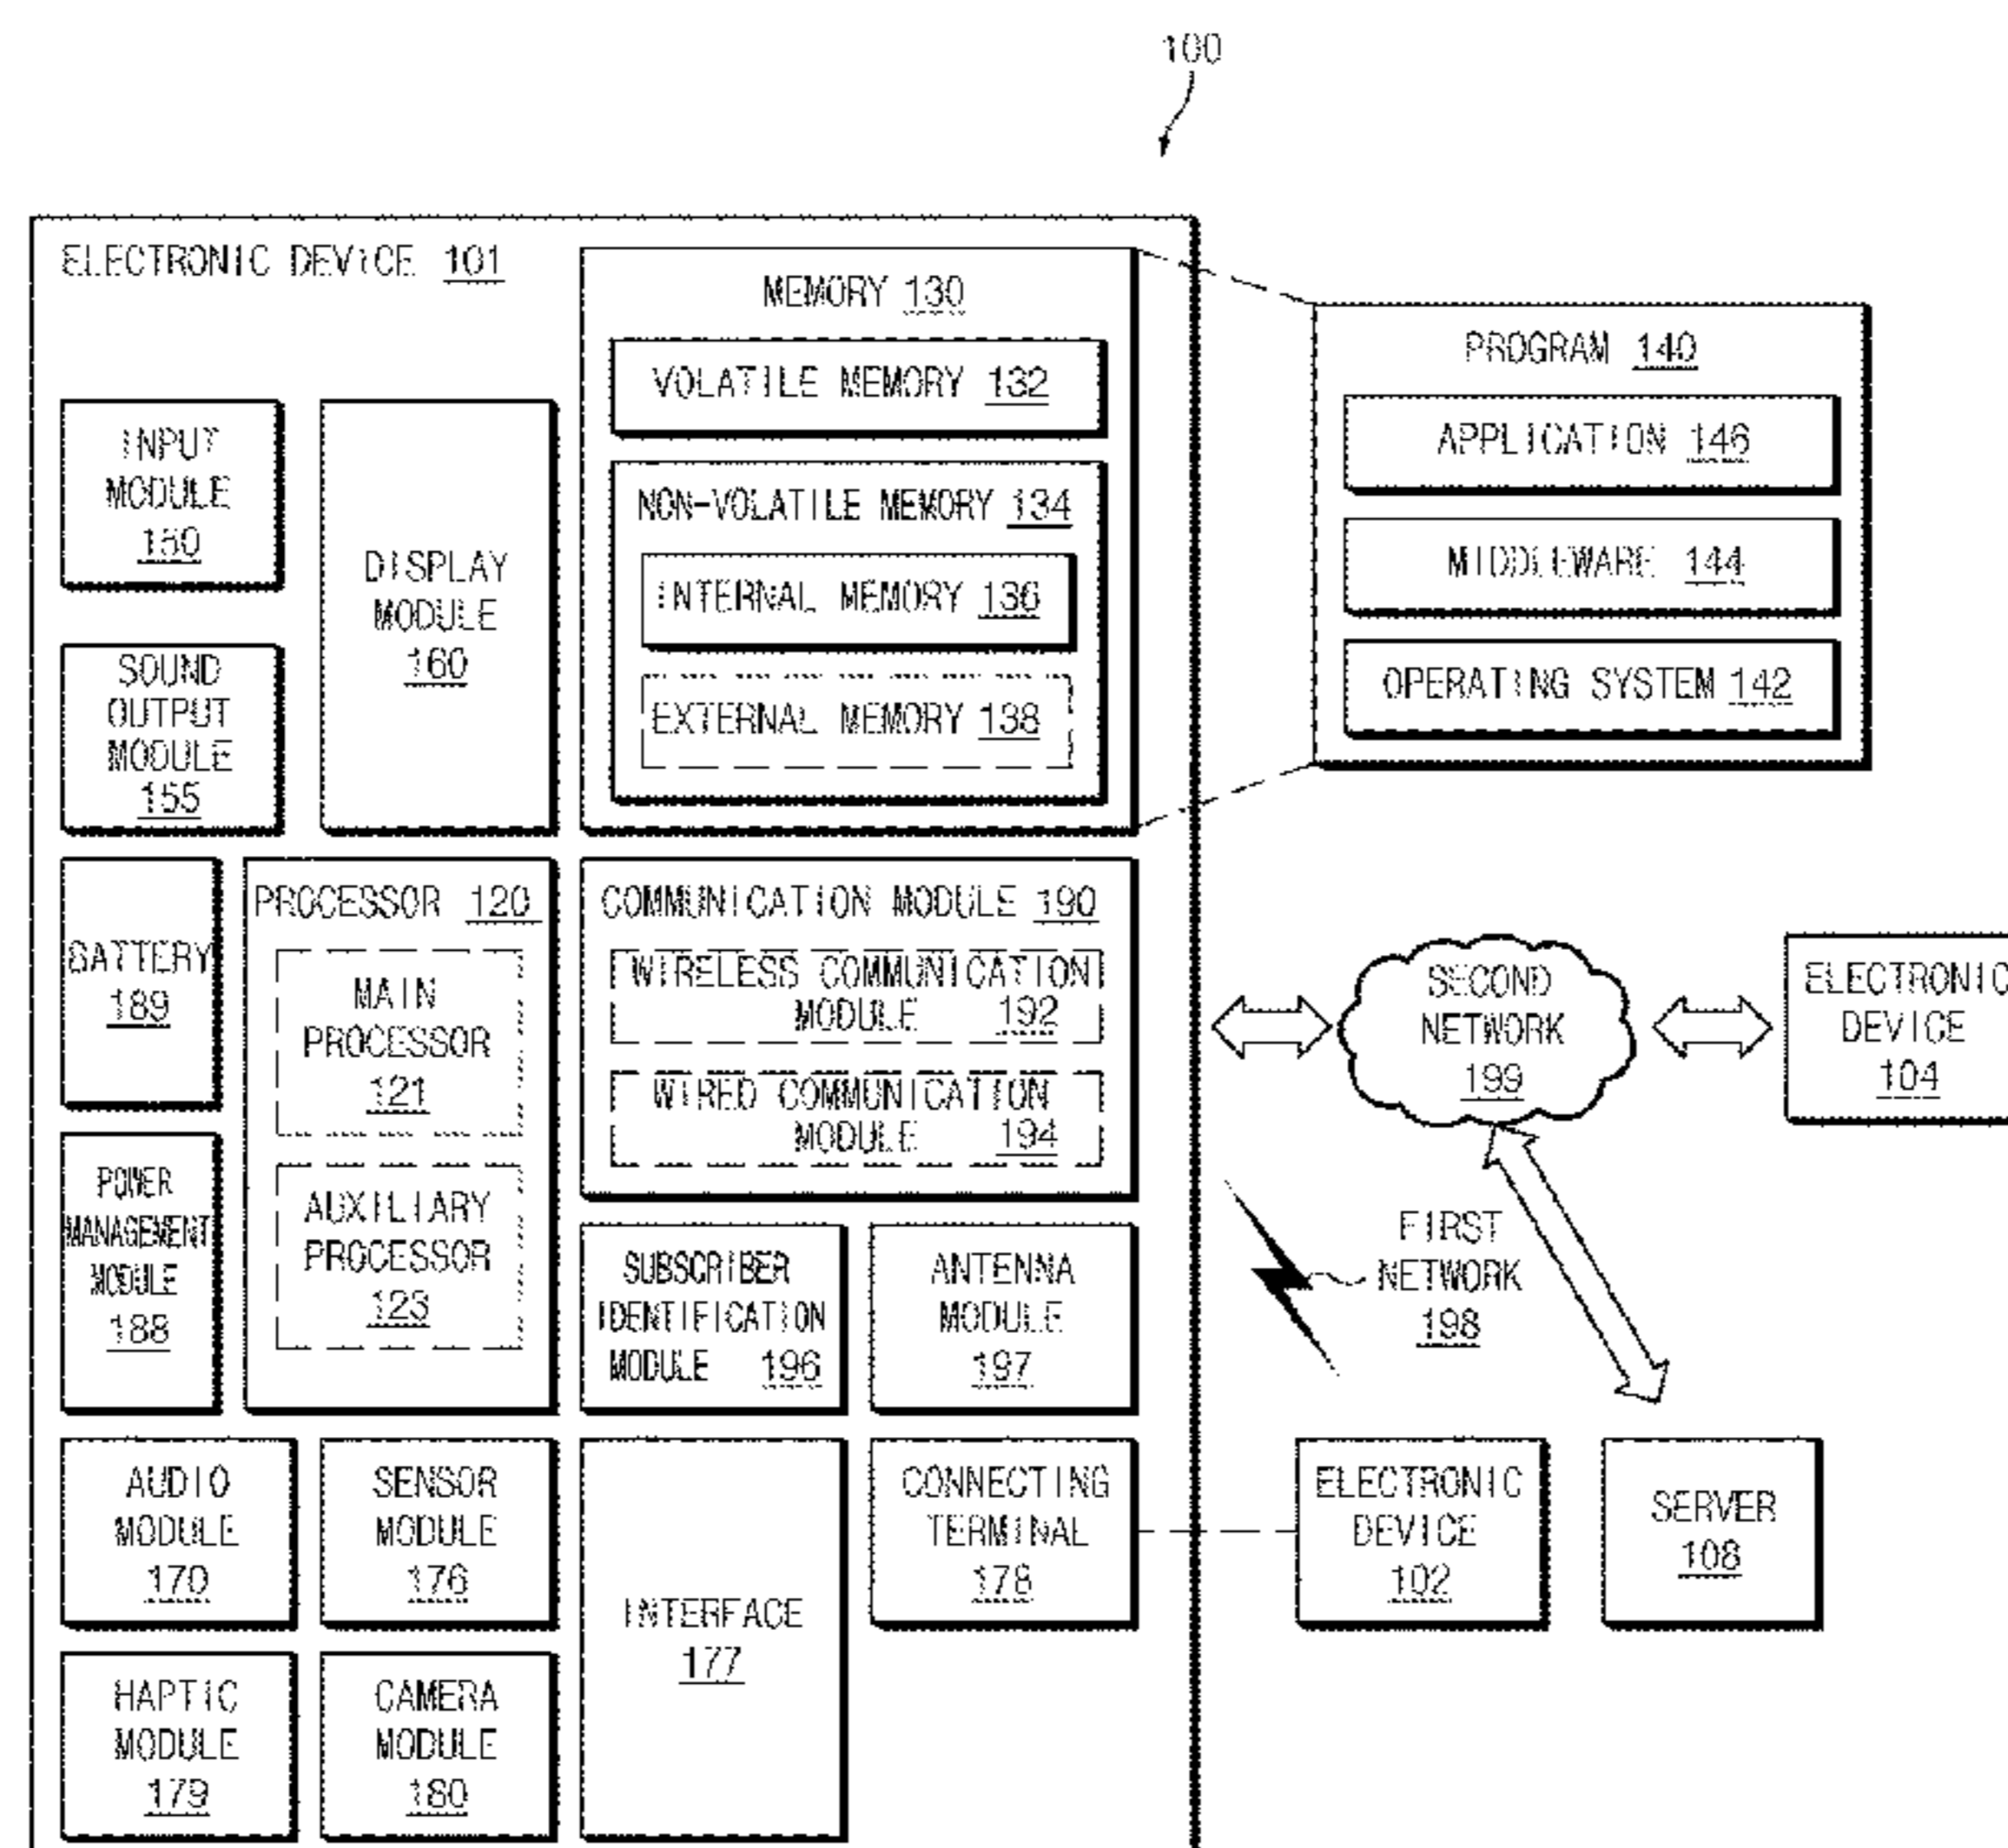 100
ELECTRONIC DEVICE 101
MEMORY 130
VOLATILE MEMORY 132
NON-VOLATILE MEMORY 134
INTERNAL MEMORY 136
EXTERNAL MEMORY 138
PROGRAM 140
APPLICATION 146
MIDDLEWARE 144
OPERATING SYSTEM 142
INPUT
MODULE
150
DISPLAY
MODULE
160
SOUND
OUTPUT
MODULE
155
BATTERY
189
PROCESSOR 120
MAIN
PROCESSOR
121
AUXILIARY
PROCESSOR
123
COMMUNICATION MODULE 190
WIRELESS COMMUNICATION
MODULE 192
WIRED COMMUNICATION
MODULE 194
SECOND
NETWORK
199
ELECTRONIC
DEVICE
104
POWER
MANAGEMENT
MODULE
188
SUBSCRIBER
IDENTIFICATION
MODULE 196
ANTENNA
MODULE
197
FIRST
NETWORK
198
AUDIO
MODULE
170
SENSOR
MODULE
176
INTERFACE
177
CONNECTING
TERMINAL
178
ELECTRONIC
DEVICE
102
SERVER
108
HAPTIC
MODULE
179
CAMERA
MODULE
180